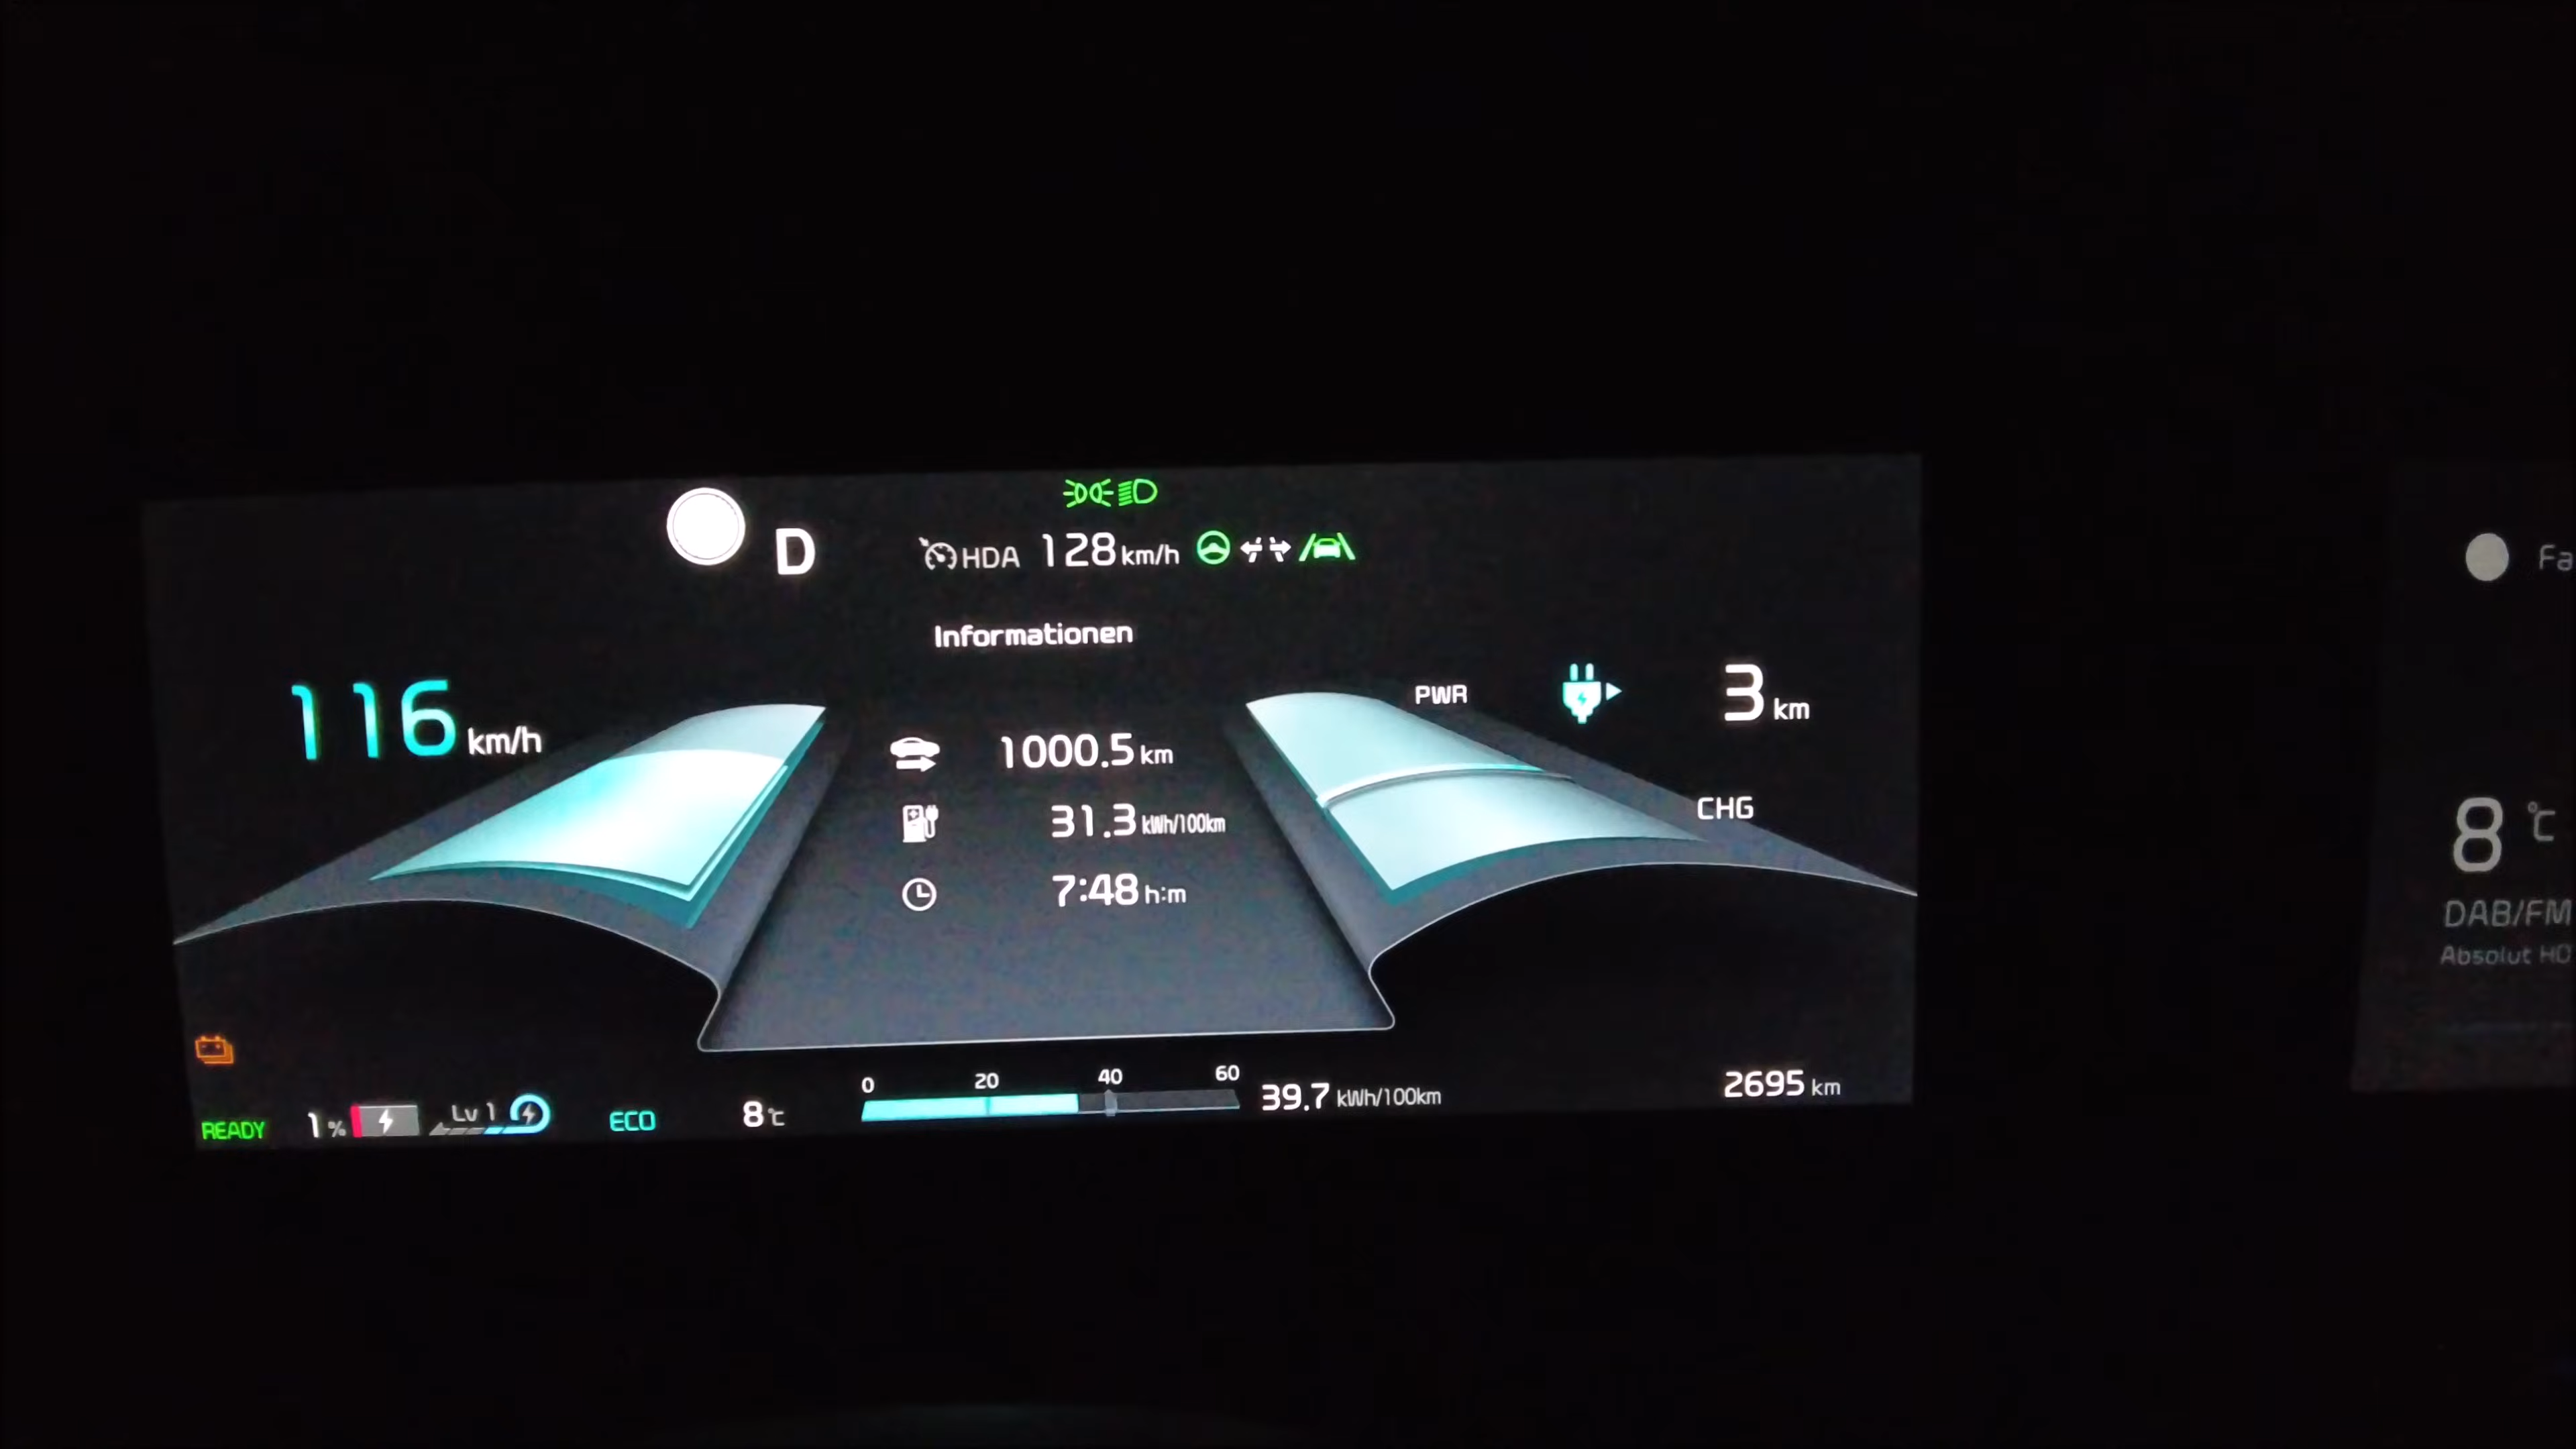 D
HDA 128 km/h
Informationen
116 km/h
PWR
3 km
1000.5 km
CHG
31.3 kWh/100km
7:48 h:m
0 20 40 60
39.7 kWh/100km
2695 km
READY
1 %
Lv 1
ECO
8 °C
Fa
8 °C
DAB/FM
Absolut HO